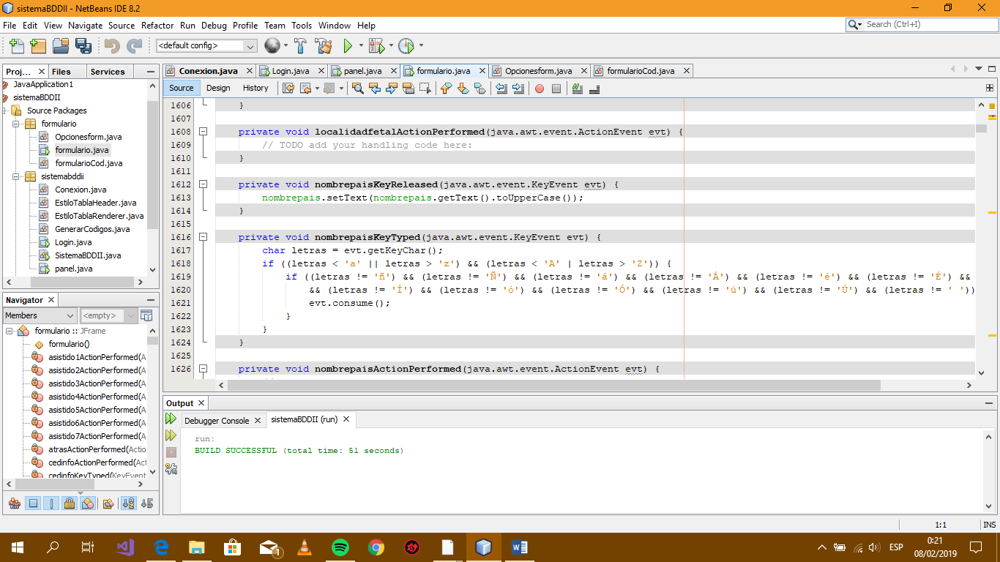 sistemaBDDII - NetBeans IDE 8.2
File Edit View Navigate Source Refactor Run Debug Profile Team Tools Window Help
Search (Ctrl+I)
<default config>
Proj... Files Services
JavaApplication1
sistemaBDDII
Source Packages
formulario
Opcionesform.java
formulario.java
formularioCod.java
sistemabddii
Conexion.java
EstiloTablaHeader.java
EstiloTablaRenderer.java
GenerarCodigos.java
Login.java
SistemaBDDII.java
panel.java
Navigator
Members <empty>
formulario :: JFrame
formulario()
asistido1ActionPerformed(A
asistido2ActionPerformed(A
asistido3ActionPerformed(A
asistido4ActionPerformed(A
asistido5ActionPerformed(A
asistido6ActionPerformed(A
asistido7ActionPerformed(A
atrasActionPerformed(Actio
cedinfoActionPerformed(Act
cedinfoKeyTyped(KeyEvent
Conexion.java Login.java panel.java formulario.java Opcionesform.java formularioCod.java
Source Design History
1606 }
1607
1608 private void localidadfetalActionPerformed(java.awt.event.ActionEvent evt) {
1609 // TODO add your handling code here:
1610 }
1611
1612 private void nombrepaisKeyReleased(java.awt.event.KeyEvent evt) {
1613 nombrepais.setText(nombrepais.getText().toUpperCase());
1614 }
1615
1616 private void nombrepaisKeyTyped(java.awt.event.KeyEvent evt) {
1617 char letras = evt.getKeyChar();
1618 if ((letras < 'a' || letras > 'z') && (letras < 'A' | letras > 'Z')) {
1619 if ((letras != 'ñ') && (letras != 'Ñ') && (letras != 'á') && (letras != 'Á') && (letras != 'é') && (letras != 'É') &&
1620 && (letras != 'Í') && (letras != 'ó') && (letras != 'Ó') && (letras != 'ú') && (letras != 'Ú') && (letras != ' '))
1621 evt.consume();
1622 }
1623 }
1624 }
1625
1626 private void nombrepaisActionPerformed(java.awt.event.ActionEvent evt) {
Output
Debugger Console sistemaBDDII (run)
run:
BUILD SUCCESSFUL (total time: 51 seconds)
1:1 INS
1
W
ESP
0:21
08/02/2019